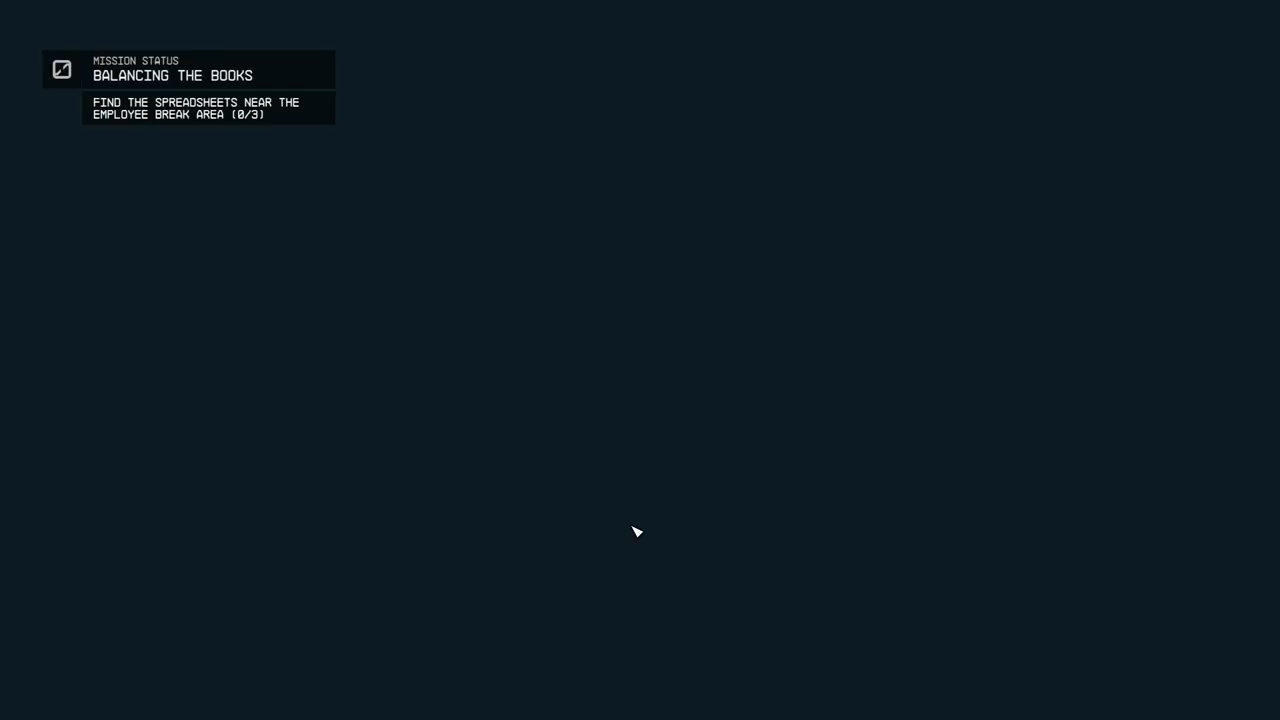 MISSION STATUS
BALANCING THE BOOKS
FIND THE SPREADSHEETS NEAR THE
EMPLOYEE BREAK AREA (0/3)